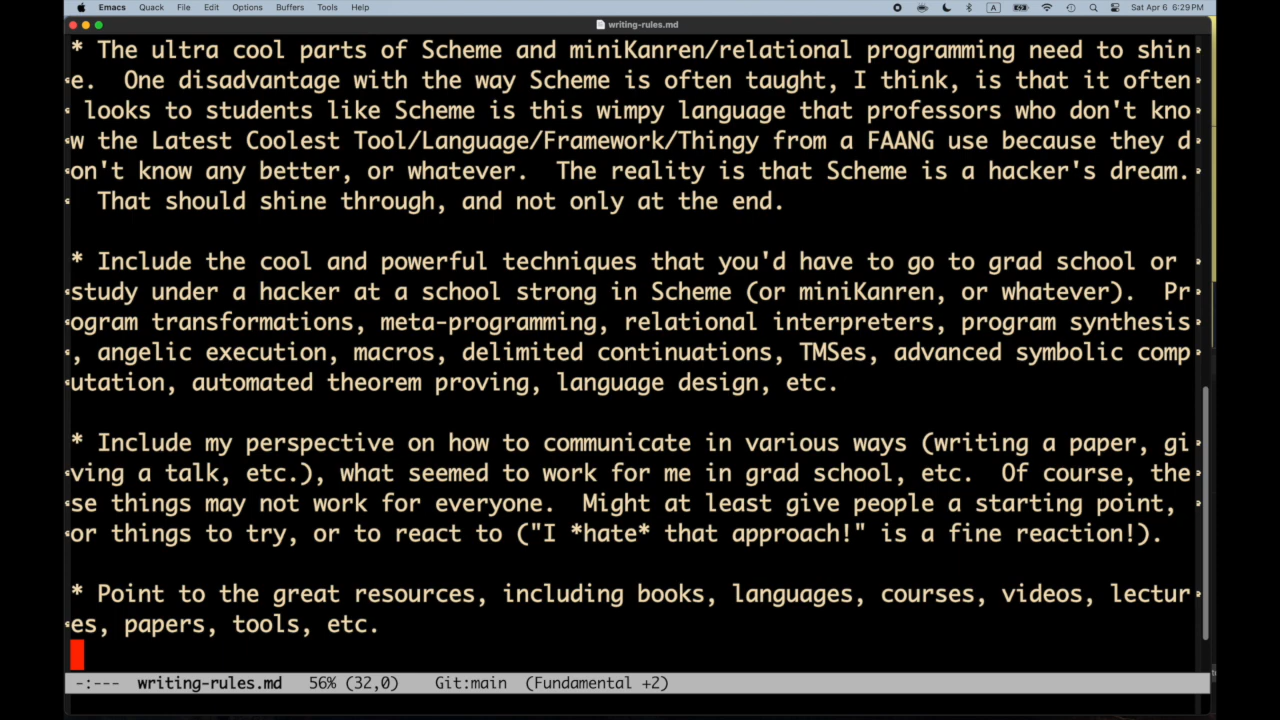 Emacs Quack File Edit Options Buffers Tools Help A Sat Apr 6 6:29 PM
writing-rules.md
* The ultra cool parts of Scheme and miniKanren/relational programming need to shin
e.  One disadvantage with the way Scheme is often taught, I think, is that it often
 looks to students like Scheme is this wimpy language that professors who don't kno
w the Latest Coolest Tool/Language/Framework/Thingy from a FAANG use because they d
on't know any better, or whatever.  The reality is that Scheme is a hacker's dream.
  That should shine through, and not only at the end.
* Include the cool and powerful techniques that you'd have to go to grad school or
study under a hacker at a school strong in Scheme (or miniKanren, or whatever).  Pr
ogram transformations, meta-programming, relational interpreters, program synthesis
, angelic execution, macros, delimited continuations, TMSes, advanced symbolic comp
utation, automated theorem proving, language design, etc.
* Include my perspective on how to communicate in various ways (writing a paper, gi
ving a talk, etc.), what seemed to work for me in grad school, etc.  Of course, the
se things may not work for everyone.  Might at least give people a starting point,
or things to try, or to react to ("I *hate* that approach!" is a fine reaction!).
* Point to the great resources, including books, languages, courses, videos, lectur
es, papers, tools, etc.
-:---  writing-rules.md   56% (32,0)   Git:main  (Fundamental +2)